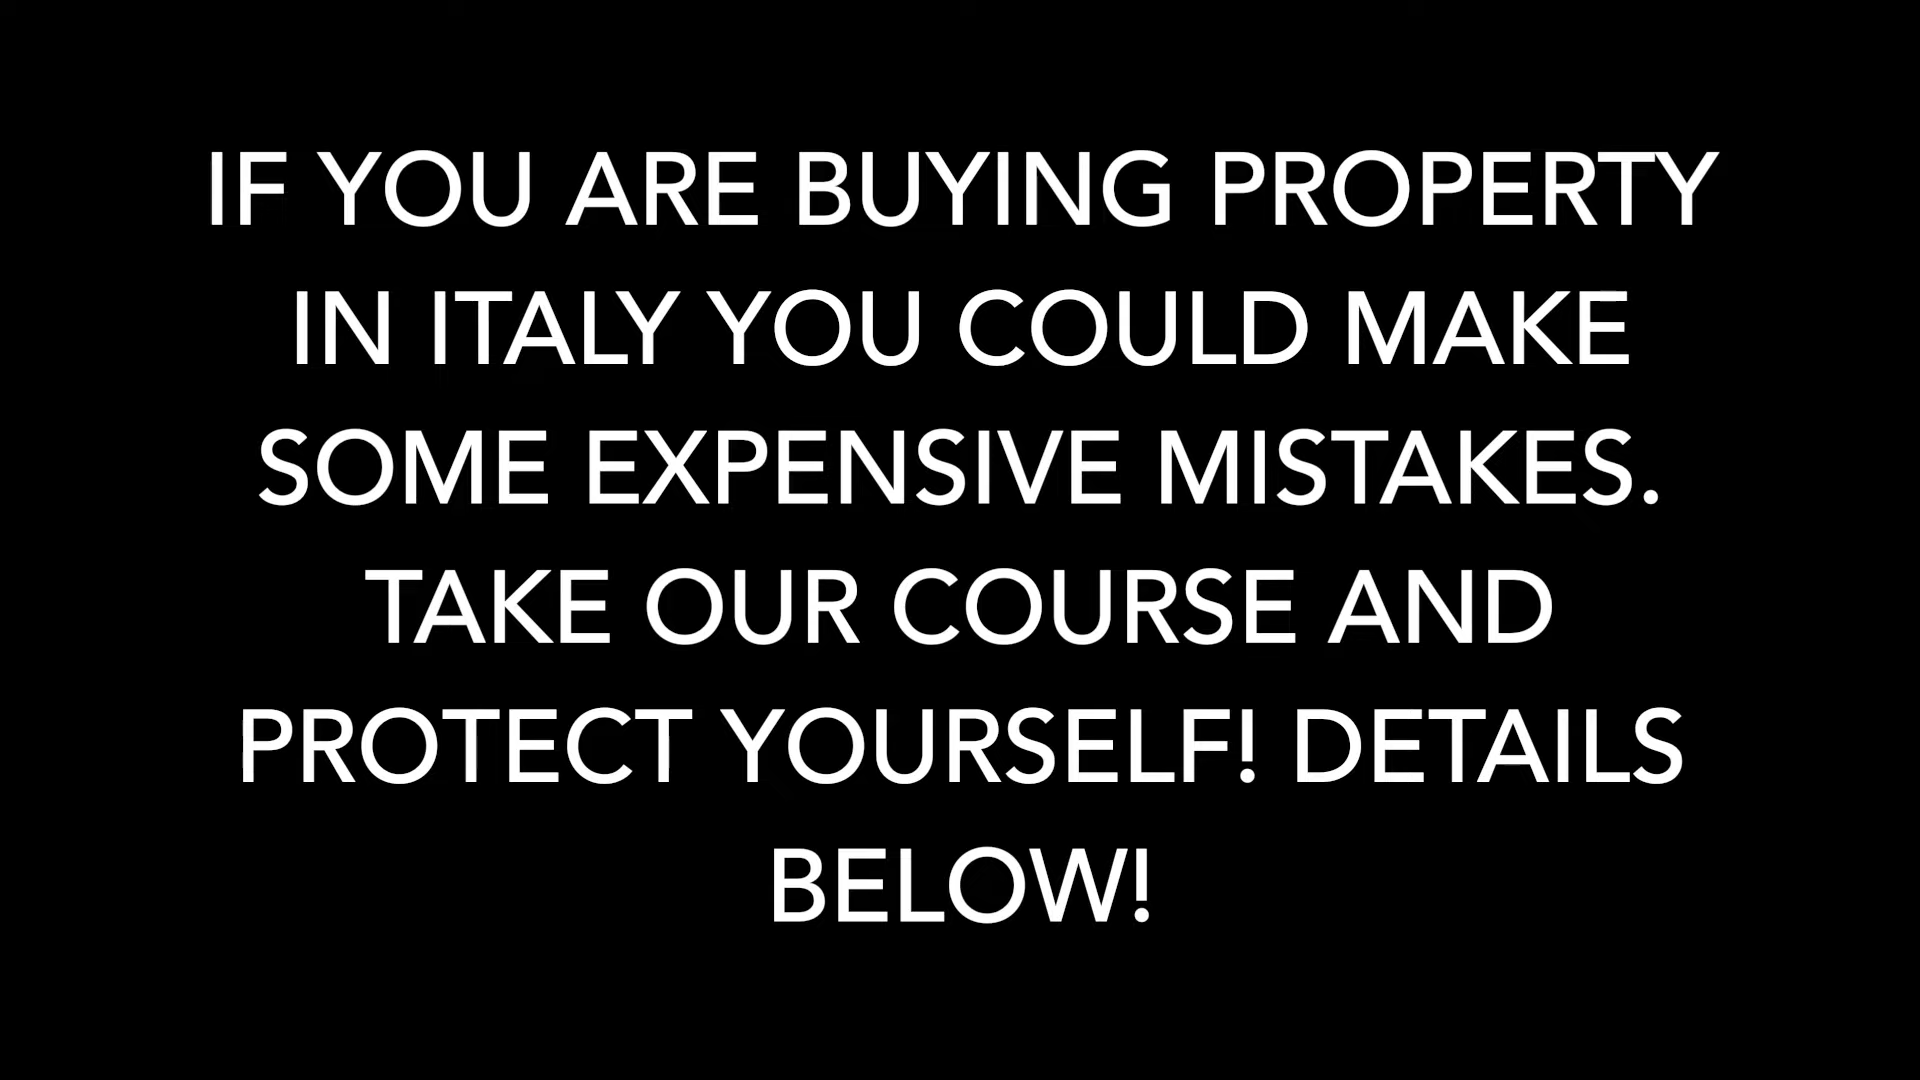 IF YOU ARE BUYING PROPERTY
IN ITALY YOU COULD MAKE
SOME EXPENSIVE MISTAKES.
TAKE OUR COURSE AND
PROTECT YOURSELF! DETAILS
BELOW!